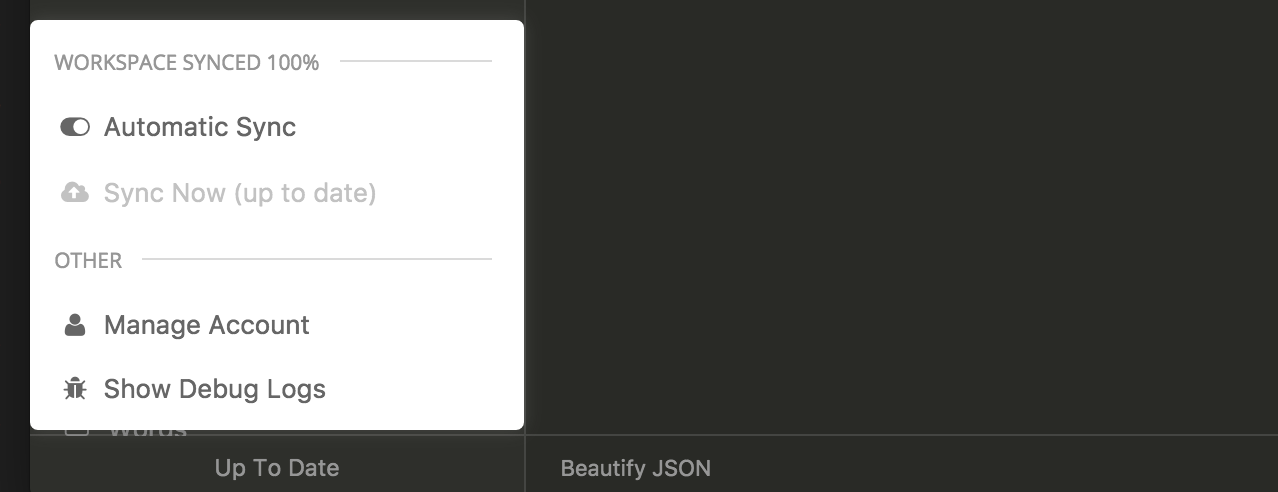 WORKSPACE SYNCED 100%
Automatic Sync
Sync Now (up to date)
OTHER
Manage Account
Show Debug Logs
Words
Up To Date
Beautify JSON